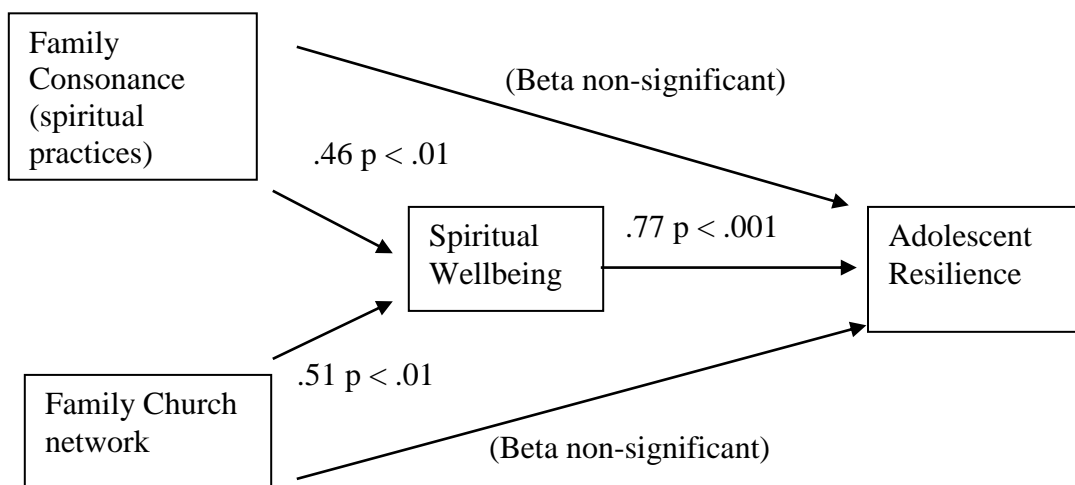 Family
Consonance
(spiritual
practices)
(Beta non-significant)
.46 p < .01
Spiritual
Wellbeing
.77 p < .001
Adolescent
Resilience
.51 p < .01
Family Church
network
(Beta non-significant)